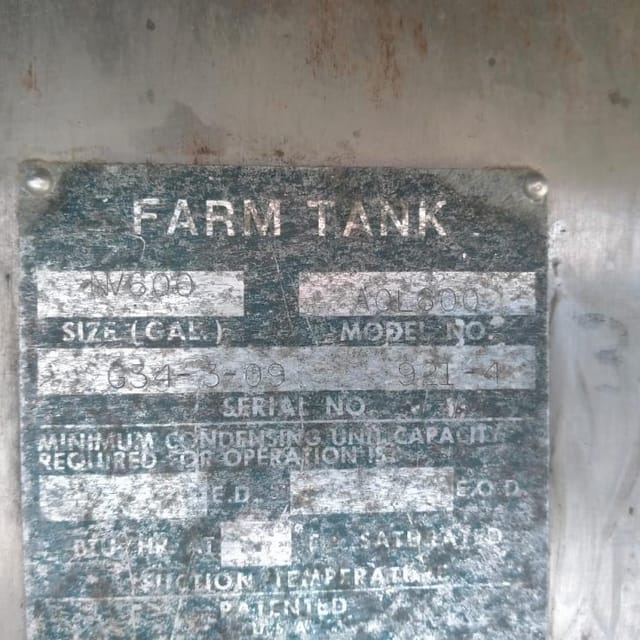 FARM TANK
NV600 AOL600
SIZE (GAL.) MODEL NO.
G34-3-09 921-4
SERIAL NO.
MINIMUM CONDENSING UNIT CAPACITY
REQUIRED FOR OPERATION IS
E.D. E.O.D.
BTU/HR. AT °F. SATURATED
SUCTION TEMPERATURE
PATENTED
U.S.A.